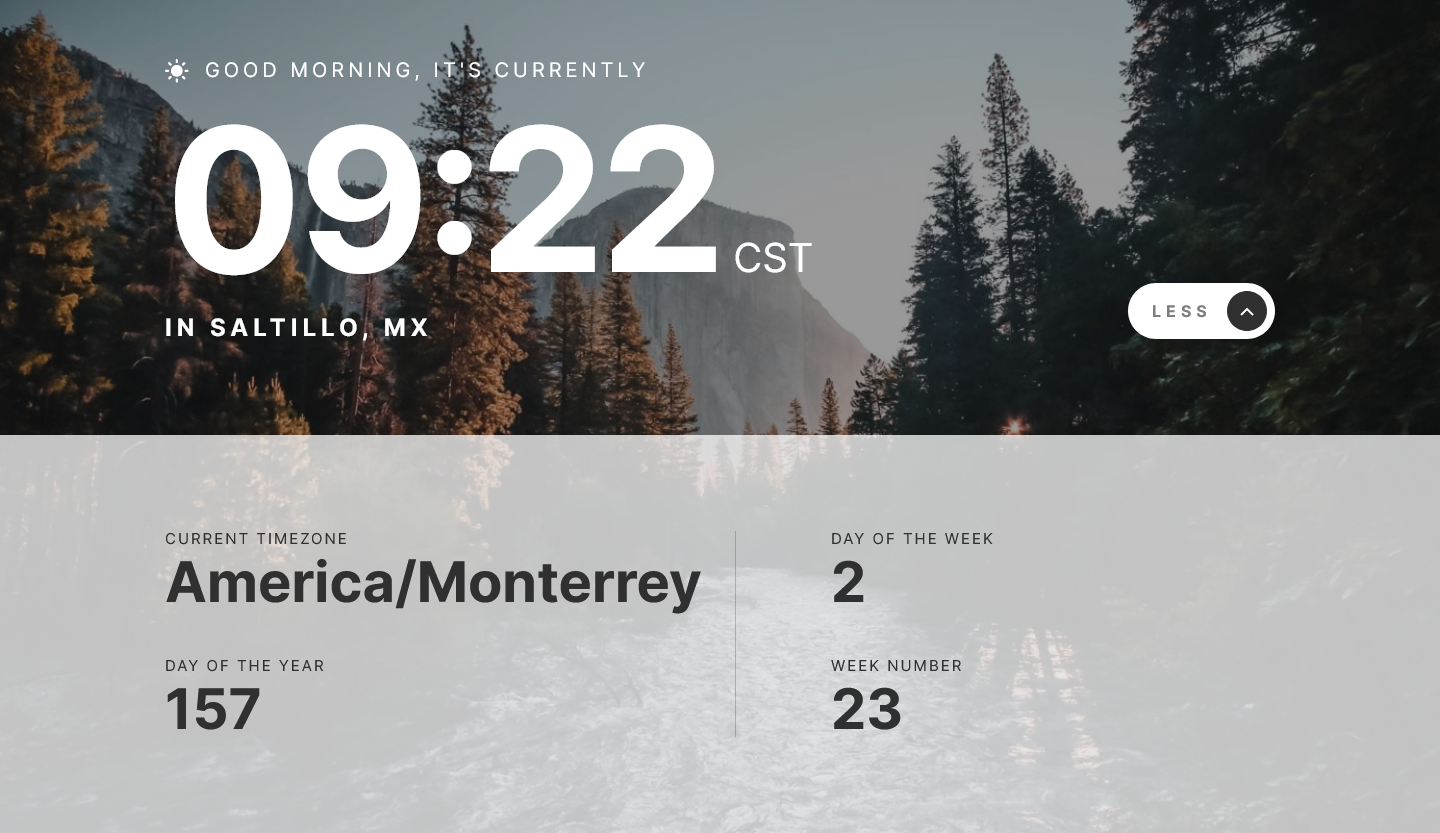 GOOD MORNING, IT'S CURRENTLY
09:22 CST
IN SALTILLO, MX
LESS
CURRENT TIMEZONE
America/Monterrey
DAY OF THE YEAR
157
DAY OF THE WEEK
2
WEEK NUMBER
23